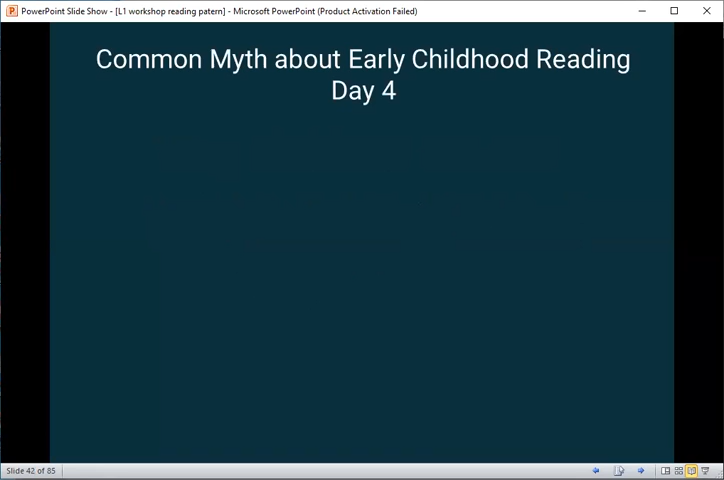 PowerPoint Slide Show - [L1 workshop reading patern] - Microsoft PowerPoint (Product Activation Failed)
Common Myth about Early Childhood Reading
Day 4
Slide 42 of 85